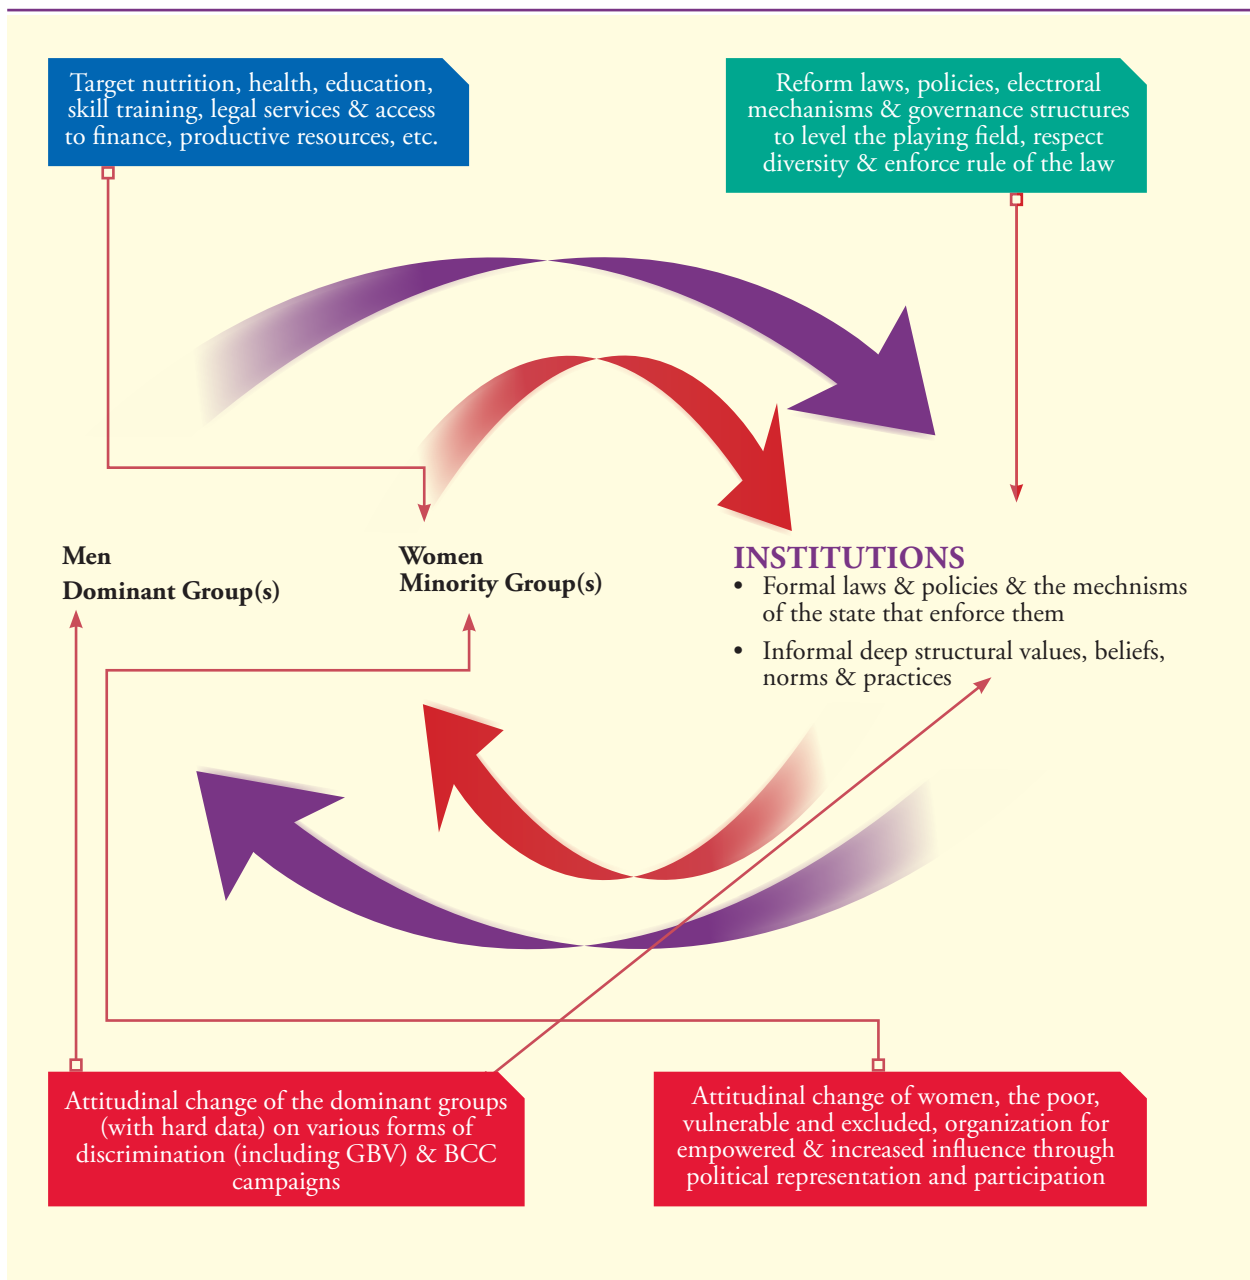 Target nutrition, health, education,
skill training, legal services & access
to finance, productive resources, etc.
Reform laws, policies, electroral
mechanisms & governance structures
to level the playing field, respect
diversity & enforce rule of the law
Men
Dominant Group(s)
Women
Minority Group(s)
INSTITUTIONS
• Formal laws & policies & the mechnisms
of the state that enforce them
• Informal deep structural values, beliefs,
norms & practices
Attitudinal change of the dominant groups
(with hard data) on various forms of
discrimination (including GBV) & BCC
campaigns
Attitudinal change of women, the poor,
vulnerable and excluded, organization for
empowered & increased influence through
political representation and participation